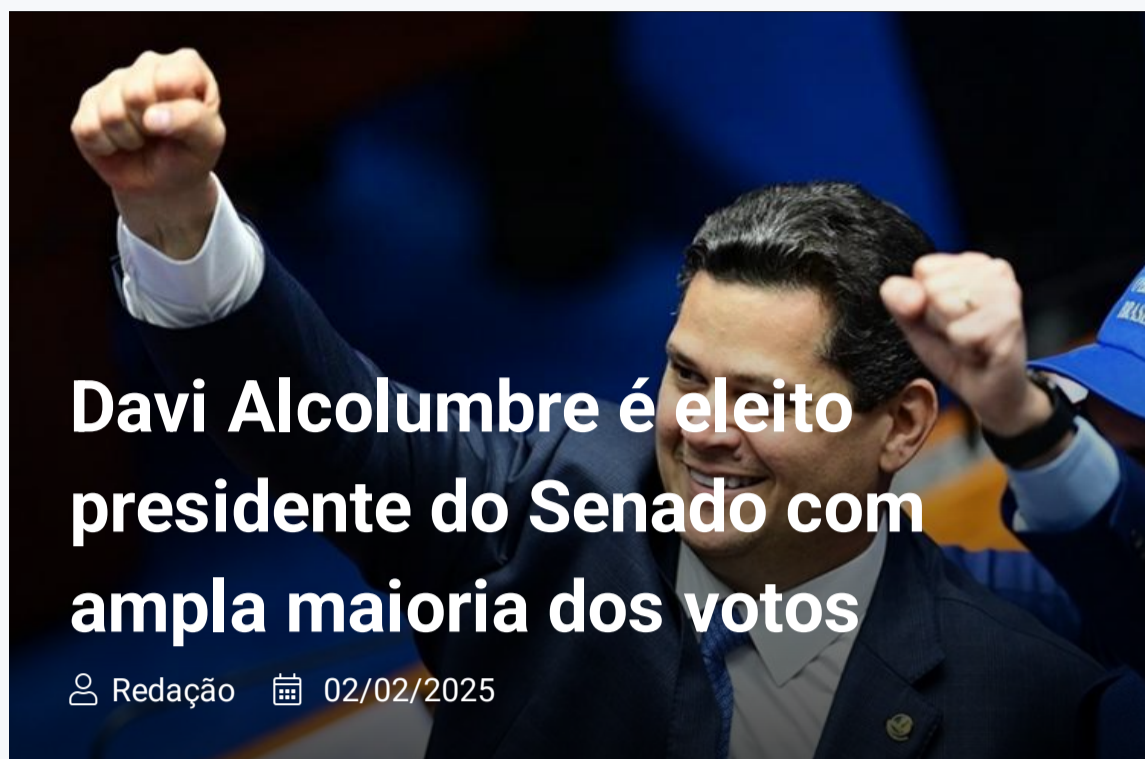 Davi Alcolumbre é eleito
presidente do Senado com
ampla maioria dos votos
Redação 02/02/2025